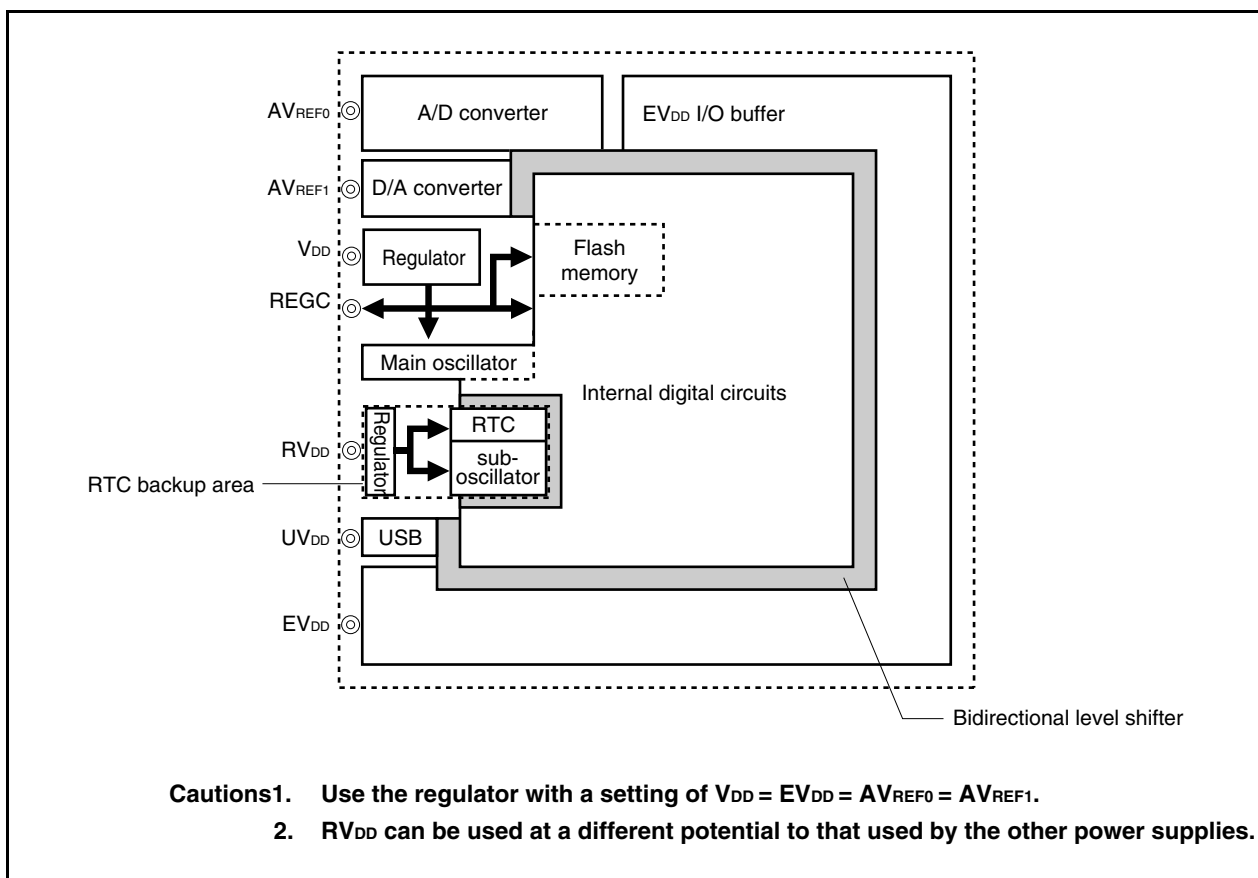 AVREF0
A/D converter
EVDD I/O buffer
AVREF1
D/A converter
VDD
Regulator
Flash
memory
REGC
Main oscillator
Internal digital circuits
Regulator
RTC
RVDD
sub-
oscillator
RTC backup area
UVDD
USB
EVDD
Bidirectional level shifter
Cautions1. Use the regulator with a setting of VDD = EVDD = AVREF0 = AVREF1.
2. RVDD can be used at a different potential to that used by the other power supplies.